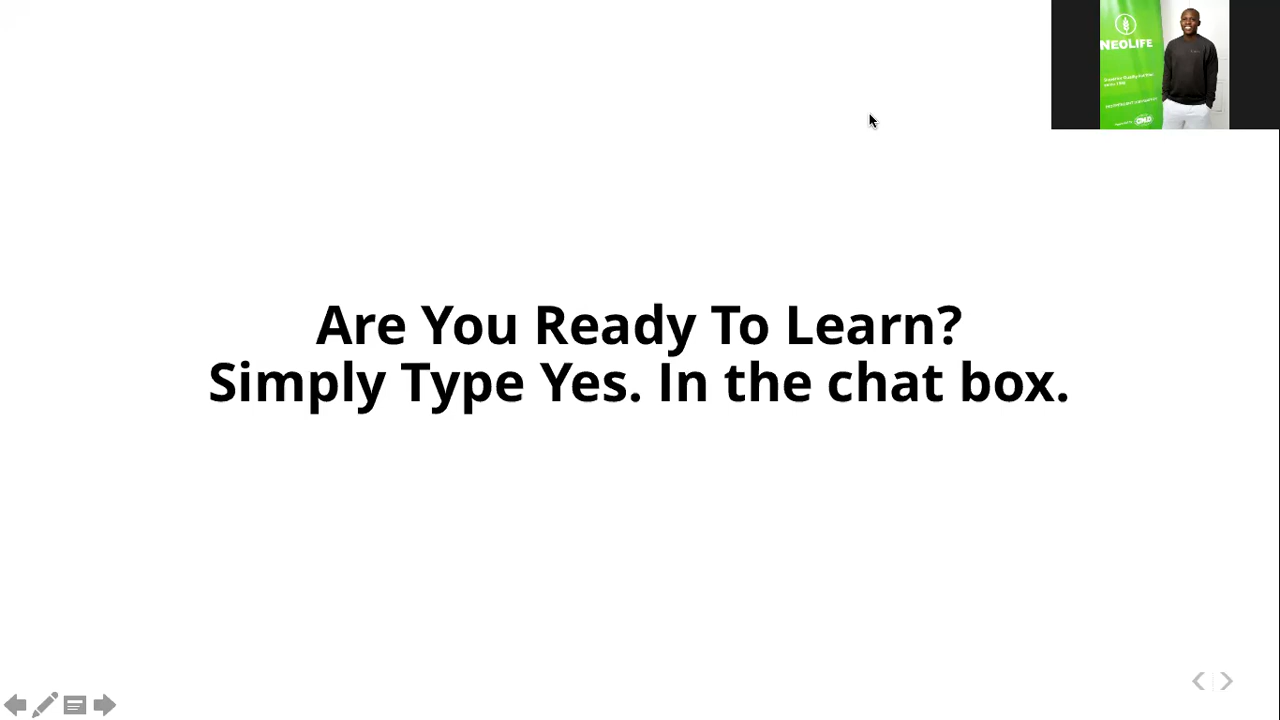 NEOLIFE
Are You Ready To Learn?
Simply Type Yes. In the chat box.